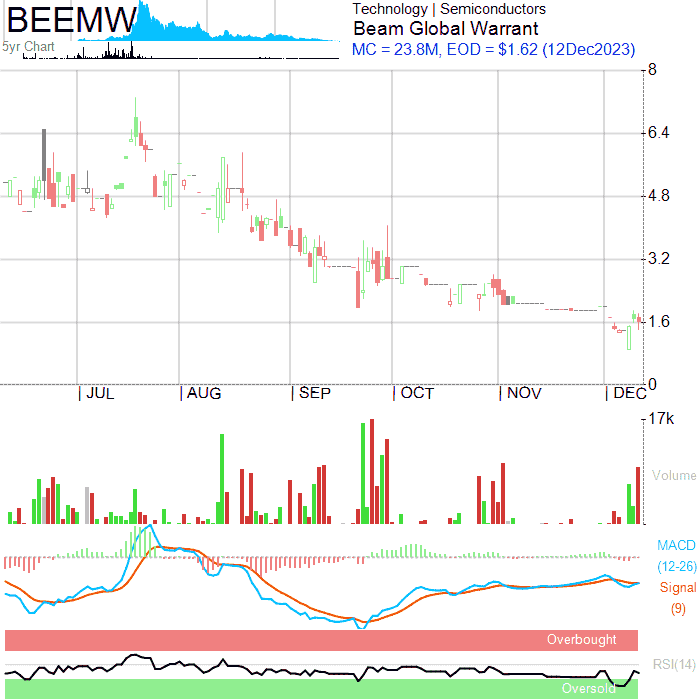 BEEMW
5yr Chart
Technology | Semiconductors
Beam Global Warrant
MC = 23.8M, EOD = $1.62 (12Dec2023)
8
6.4
4.8
3.2
1.6
0
JUL AUG SEP OCT NOV DEC
17k
Volume
MACD
(12-26)
Signal
(9)
Overbought
RSI(14)
Oversold